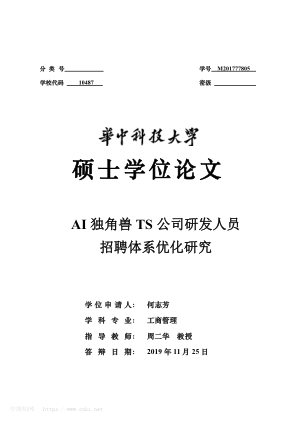 分 类 号 学号 M201777805
学校代码 10487 密级
华中科技大学
硕士学位论文
AI 独角兽 TS 公司研发人员
招聘体系优化研究
学 位 申 请 人： 何志芳
学 科 专 业： 工商管理
指 导 教 师： 周二华 教授
答 辩 日 期： 2019 年 11 月 25 日